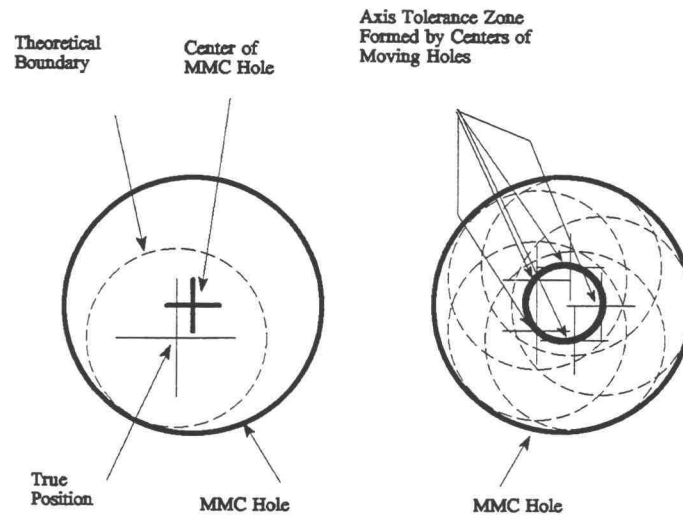 Theoretical
Boundary
Center of
MMC Hole
Axis Tolerance Zone
Formed by Centers of
Moving Holes
True
Position
MMC Hole
MMC Hole